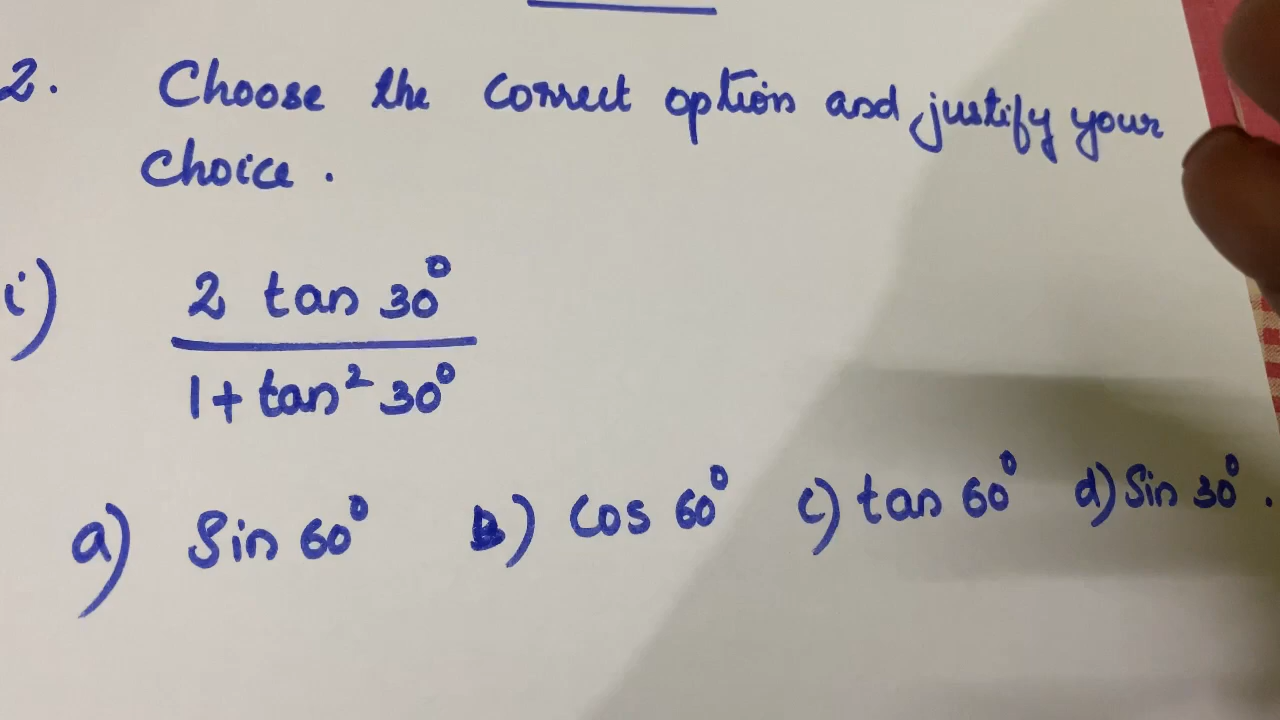 2. Choose the correct option and justify your
choice.
i) 2 tan 30°
1 + tan² 30°
a) Sin 60° b) Cos 60° c) tan 60° d) Sin 30°.